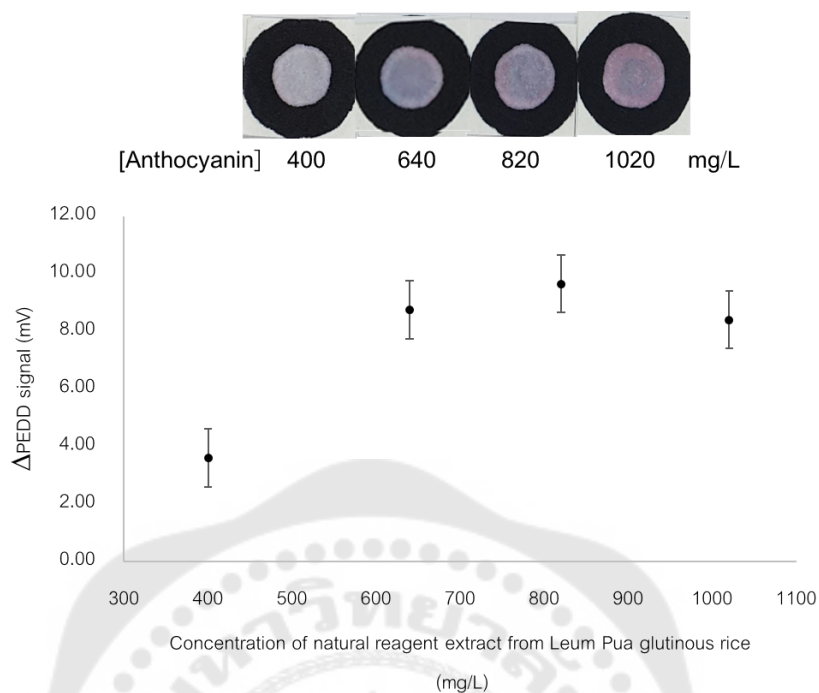 [Anthocyanin] 400 640 820 1020 mg/L
12.00
10.00
8.00
6.00
4.00
2.00
0.00
ΔPEDD signal (mV)
300 400 500 600 700 800 900 1000 1100
Concentration of natural reagent extract from Leum Pua glutinous rice
(mg/L)